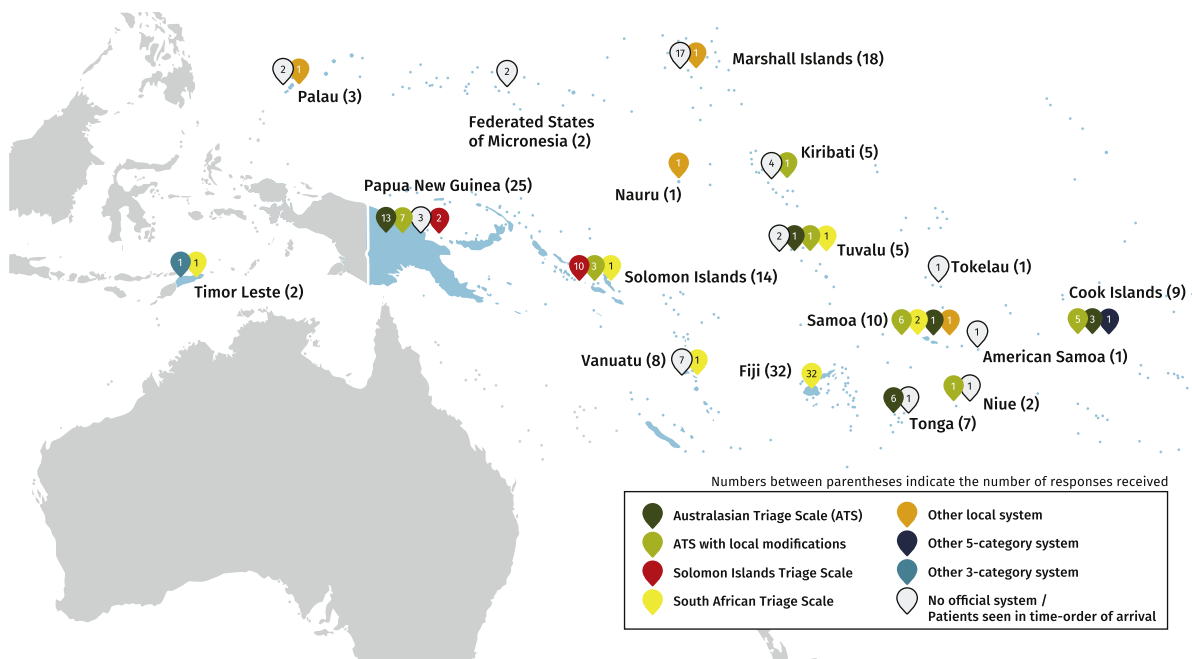 2 1
Palau (3)
2
Federated States
of Micronesia (2)
17 1
Marshall Islands (18)
1
Nauru (1)
4 1
Kiribati (5)
Papua New Guinea (25)
13 7 3 2
2 1 1 1
Tuvalu (5)
1 1
Timor Leste (2)
10 3 1
Solomon Islands (14)
1
Tokelau (1)
Cook Islands (9)
5 3 1
Samoa (10)
6 2 1 1
1
American Samoa (1)
Vanuatu (8)
7 1
Fiji (32)
32
6 1
Tonga (7)
1 1
Niue (2)
Numbers between parentheses indicate the number of responses received
Australasian Triage Scale (ATS)
ATS with local modifications
Solomon Islands Triage Scale
South African Triage Scale
Other local system
Other 5-category system
Other 3-category system
No official system /
Patients seen in time-order of arrival